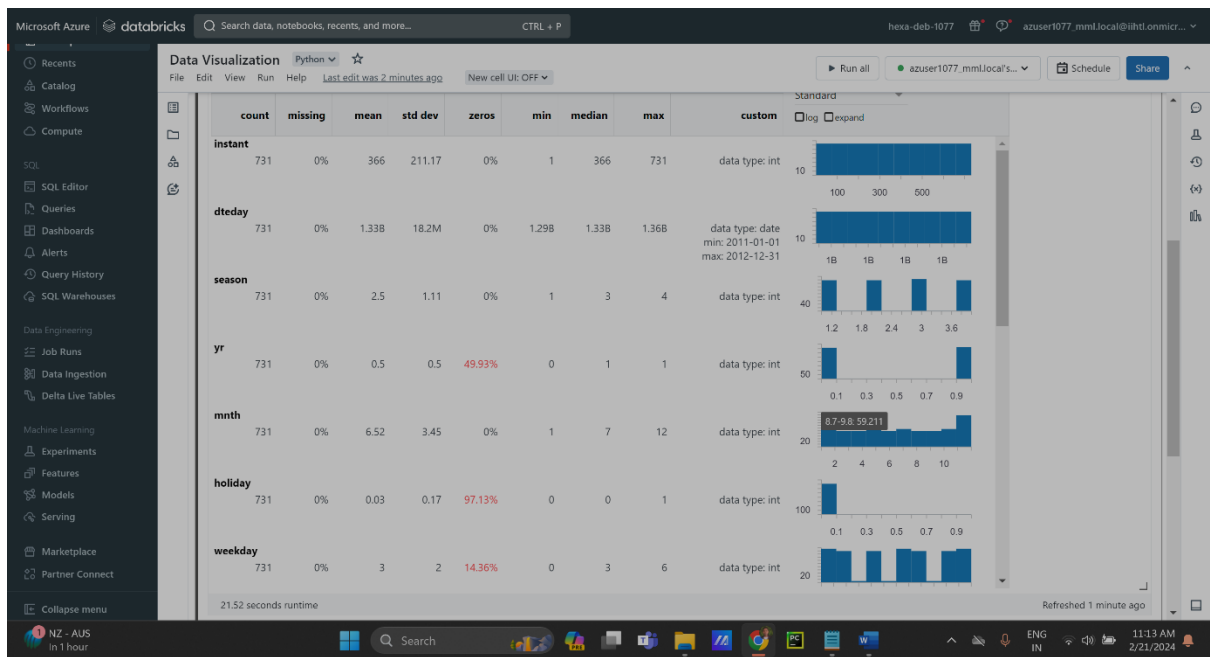 Microsoft Azure databricks Search data, notebooks, recents, and more... CTRL + P hexa-deb-1077 azuser1077_mml.local@iihtl.onmicr...
Recents
Catalog
Workflows
Compute
SQL
SQL Editor
Queries
Dashboards
Alerts
Query History
SQL Warehouses
Data Engineering
Job Runs
Data Ingestion
Delta Live Tables
Machine Learning
Experiments
Features
Models
Serving
Marketplace
Partner Connect
Collapse menu
Data Visualization Python
File Edit View Run Help Last edit was 2 minutes ago New cell UI: OFF
Run all azuser1077_mml.local's... Schedule Share
Standard
count missing mean std dev zeros min median max custom log expand
instant
731 0% 366 211.17 0% 1 366 731 data type: int
10
100 300 500
dteday
731 0% 1.33B 18.2M 0% 1.29B 1.33B 1.36B data type: date
min: 2011-01-01
max: 2012-12-31
10
1B 1B 1B 1B
season
731 0% 2.5 1.11 0% 1 3 4 data type: int
40
1.2 1.8 2.4 3 3.6
yr
731 0% 0.5 0.5 49.93% 0 1 1 data type: int
50
0.1 0.3 0.5 0.7 0.9
mnth
731 0% 6.52 3.45 0% 1 7 12 data type: int
8.7-9.8: 59.211
20
2 4 6 8 10
holiday
731 0% 0.03 0.17 97.13% 0 0 1 data type: int
100
0.1 0.3 0.5 0.7 0.9
weekday
731 0% 3 2 14.36% 0 3 6 data type: int
20
21.52 seconds runtime Refreshed 1 minute ago
1 NZ - AUS
In 1 hour
Search
ENG
IN
11:13 AM
2/21/2024